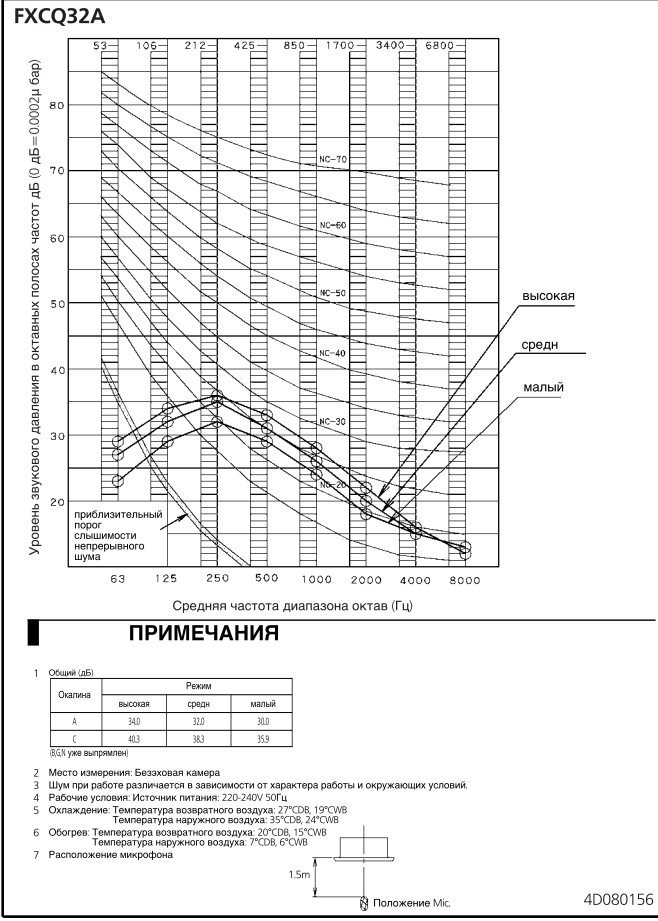 FXCQ32A
53 106 212 425 850 1700 3400 6800
Уровень звукового давления в октавных полосах частот дБ (0 дБ=0.0002μ бар)
80
70
60
50
40
30
20
NC-70
NC-60
NC-50
NC-40
NC-30
NC-20
высокая
средн
малый
приблизительный
порог
слышимости
непрерывного
шума
63 125 250 500 1000 2000 4000 8000
Средняя частота диапазона октав (Гц)
ПРИМЕЧАНИЯ
1 Общий (дБ)
Окалина Режим
высокая средн малый
A 34.0 32.0 30.0
C 40.3 38.3 35.9
(B,G,N уже выпрямлен)
2 Место измерения: Безэховая камера
3 Шум при работе различается в зависимости от характера работы и окружающих условий.
4 Рабочие условия: Источник питания: 220-240V 50Гц
5 Охлаждение: Температура возвратного воздуха: 27°CDB, 19°CWB
Температура наружного воздуха: 35°CDB, 24°CWB
6 Обогрев: Температура возвратного воздуха: 20°CDB, 15°CWB
Температура наружного воздуха: 7°CDB, 6°CWB
7 Расположение микрофона
1.5m
Положение Mic.
4D080156